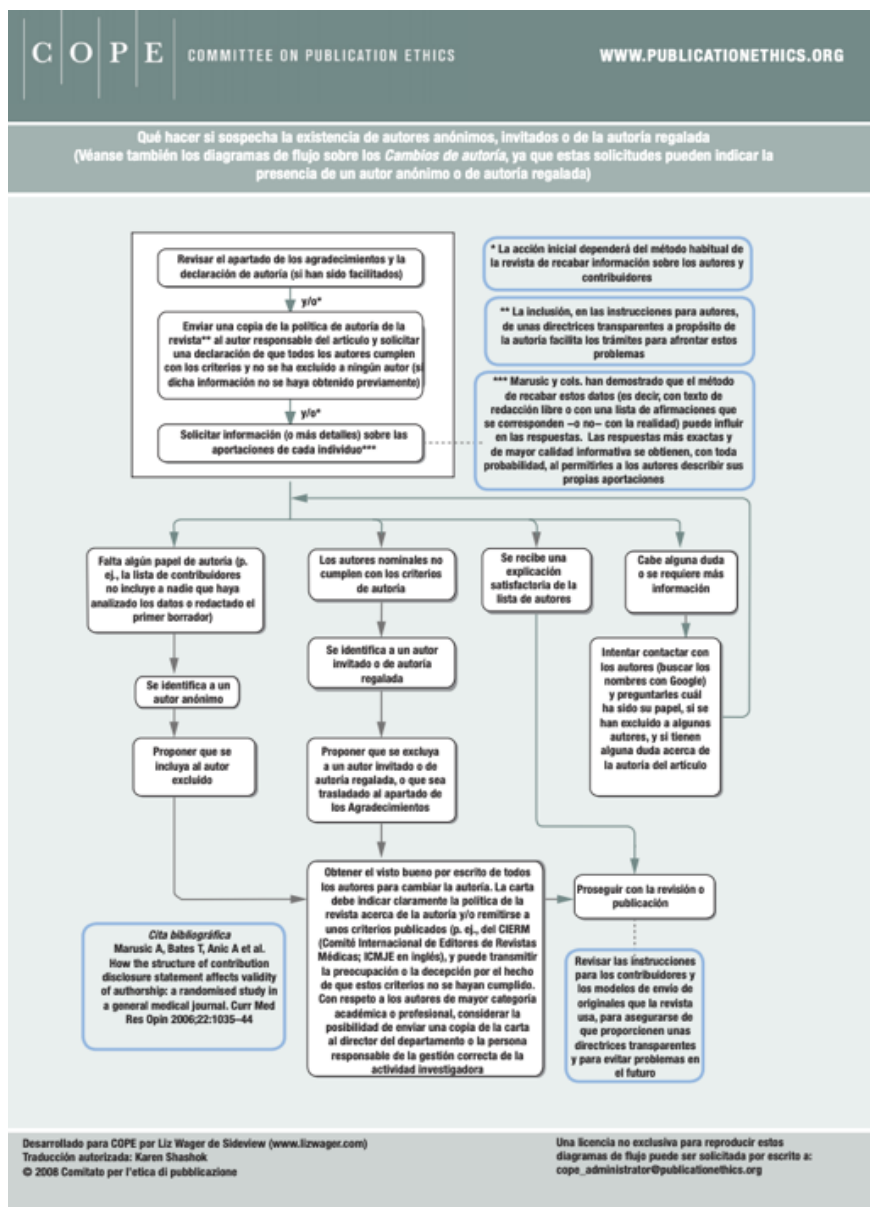 COPE COMMITTEE ON PUBLICATION ETHICS
WWW.PUBLICATIONETHICS.ORG
Qué hacer si sospecha la existencia de autores anónimos, invitados o de la autoría regalada
(Véanse también los diagramas de flujo sobre los Cambios de autoría, ya que estas solicitudes pueden indicar la
presencia de un autor anónimo o de autoría regalada)
Revisar el apartado de los agradecimientos y la
declaración de autoría (si han sido facilitados)
y/o*
Enviar una copia de la política de autoría de la
revista** al autor responsable del artículo y solicitar
una declaración de que todos los autores cumplen
con los criterios y no se ha excluido a ningún autor (si
dicha información no se haya obtenido previamente)
y/o*
Solicitar información (o más detalles) sobre las
aportaciones de cada individuo***
* La acción inicial dependerá del método habitual de
la revista de recabar información sobre los autores y
contribuidores
** La inclusión, en las instrucciones para autores,
de unas directrices transparentes a propósito de
la autoría facilita los trámites para afrontar estos
problemas
*** Marusic y cols. han demostrado que el método
de recabar estos datos (es decir, con texto de
redacción libre o con una lista de afirmaciones que
se corresponden –o no– con la realidad) puede influir
en las respuestas. Las respuestas más exactas y
de mayor calidad informativa se obtienen, con toda
probabilidad, al permitirles a los autores describir sus
propias aportaciones
Falta algún papel de autoría (p.
ej., la lista de contribuidores
no incluye a nadie que haya
analizado los datos o redactado el
primer borrador)
Se identifica a un
autor anónimo
Proponer que se
incluya al autor
excluido
Los autores nominales no
cumplen con los criterios
de autoría
Se identifica a un autor
invitado o de autoría
regalada
Proponer que se excluya
a un autor invitado o de
autoría regalada, o que sea
trasladado al apartado de
los Agradecimientos
Se recibe una
explicación
satisfactoria de la
lista de autores
Cabe alguna duda
o se requiere más
información
Intentar contactar con
los autores (buscar los
nombres con Google)
y preguntarles cuál
ha sido su papel, si se
han excluido a algunos
autores, y si tienen
alguna duda acerca de
la autoría del artículo
Obtener el visto bueno por escrito de todos
los autores para cambiar la autoría. La carta
debe indicar claramente la política de la
revista acerca de la autoría y/o remitirse a
unos criterios publicados (p. ej., del CIERM
(Comité Internacional de Editores de Revistas
Médicas; ICMJE en inglés), y puede transmitir
la preocupación o la decepción por el hecho
de que estos criterios no se hayan cumplido.
Con respeto a los autores de mayor categoría
académica o profesional, considerar la
posibilidad de enviar una copia de la carta
al director del departamento o la persona
responsable de la gestión correcta de la
actividad investigadora
Proseguir con la revisión o
publicación
Revisar las instrucciones
para los contribuidores y
los modelos de envío de
originales que la revista
usa, para asegurarse de
que proporcionen unas
directrices transparentes
y para evitar problemas en
el futuro
Cita bibliográfica
Marusic A, Bates T, Anic A et al.
How the structure of contribution
disclosure statement affects validity
of authorship: a randomised study in
a general medical journal. Curr Med
Res Opin 2006;22:1035–44
Desarrollado para COPE por Liz Wager de Sideview (www.lizwager.com)
Traducción autorizada: Karen Shashok
© 2008 Comitato per l'etica di pubblicazione
Una licencia no exclusiva para reproducir estos
diagramas de flujo puede ser solicitada por escrito a:
cope_administrator@publicationethics.org